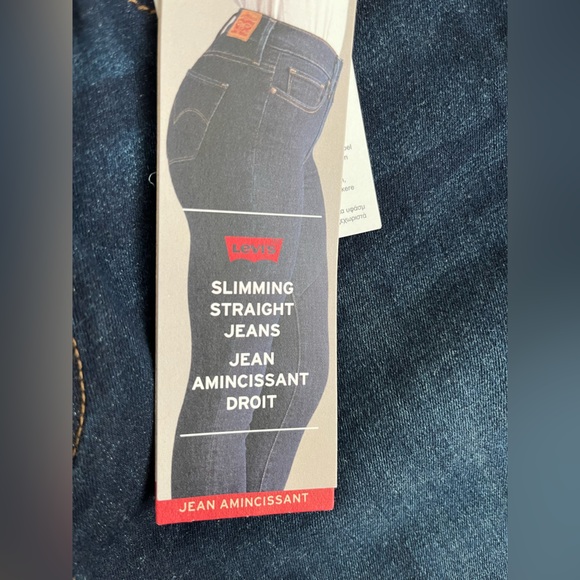 Levi's
SLIMMING
STRAIGHT
JEANS
JEAN
AMINCISSANT
DROIT
JEAN AMINCISSANT